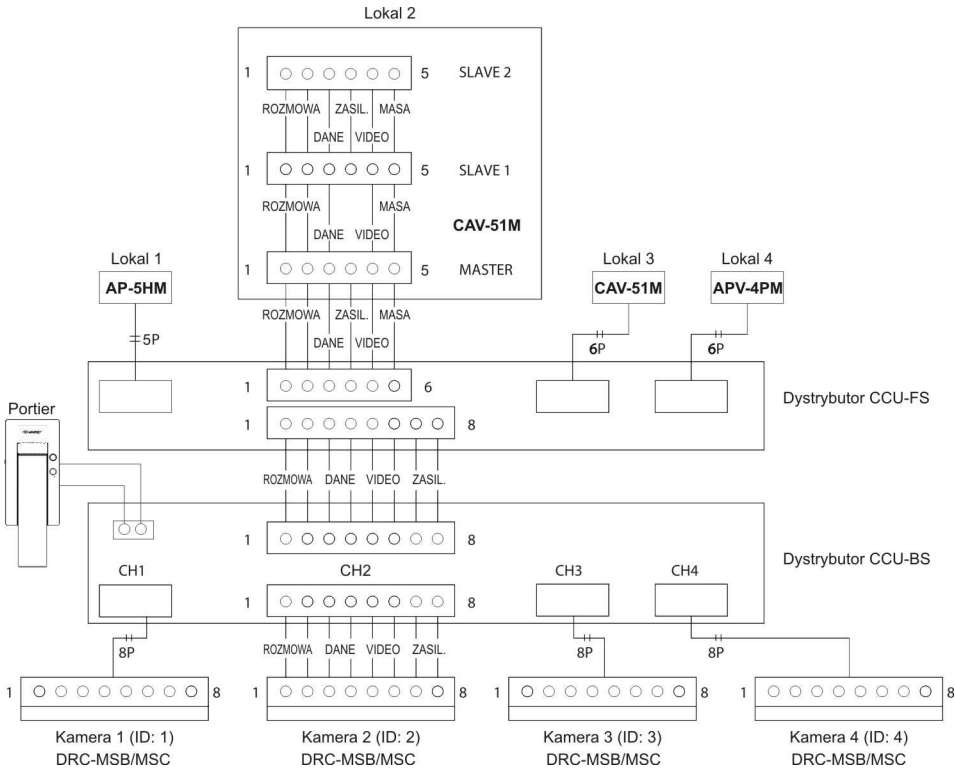 Lokal 2
1 5 SLAVE 2
ROZMOWA ZASIL. MASA
DANE VIDEO
1 5 SLAVE 1
ROZMOWA MASA
DANE VIDEO
CAV-51M
1 5 MASTER
Lokal 1
AP-5HM
5P
Lokal 3
CAV-51M
6P
Lokal 4
APV-4PM
6P
ROZMOWA ZASIL. MASA
DANE VIDEO
1 6
1 8
Dystrybutor CCU-FS
Portier
ROZMOWA DANE VIDEO ZASIL.
1 8
Dystrybutor CCU-BS
CH1 CH2 CH3 CH4
1 8
8P
ROZMOWA DANE VIDEO ZASIL.
8P 8P
1 8 1 8 1 8 1 8
Kamera 1 (ID: 1)
DRC-MSB/MSC
Kamera 2 (ID: 2)
DRC-MSB/MSC
Kamera 3 (ID: 3)
DRC-MSB/MSC
Kamera 4 (ID: 4)
DRC-MSB/MSC